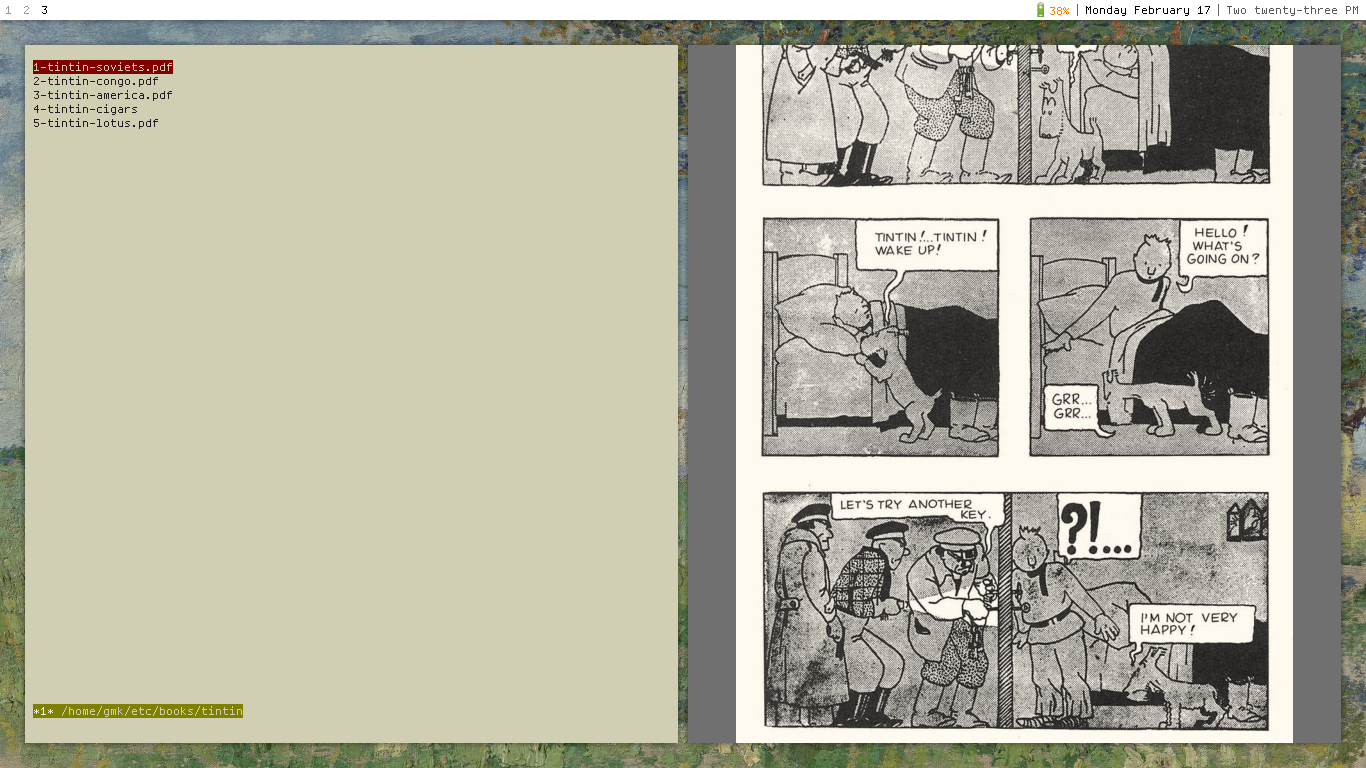 1 2 3
38% | Monday February 17 | Two twenty-three PM
1-tintin-soviets.pdf
2-tintin-congo.pdf
3-tintin-america.pdf
4-tintin-cigars
5-tintin-lotus.pdf
*1* /home/gmk/etc/books/tintin
TINTIN!...TINTIN!
WAKE UP!
HELLO!
WHAT'S
GOING ON?
GRR...
GRR...
LET'S TRY ANOTHER
KEY.
?!....
I'M NOT VERY
HAPPY!